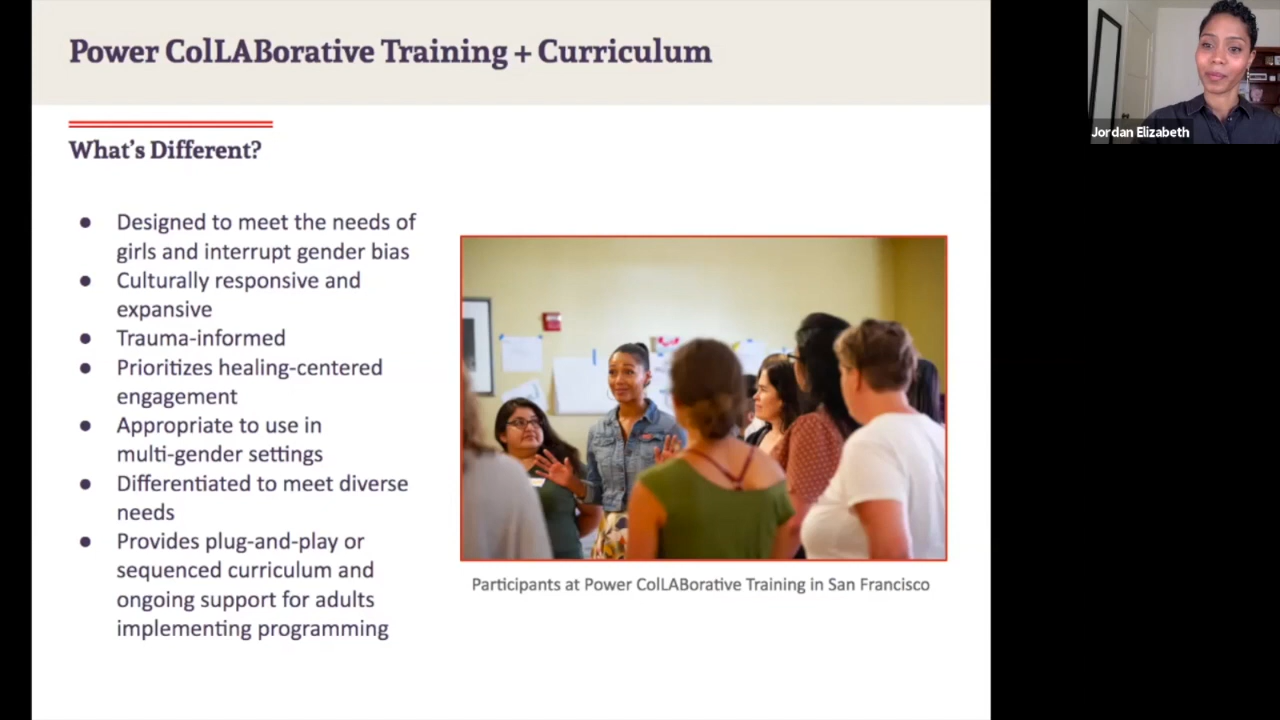 Power ColLABorative Training + Curriculum
Jordan Elizabeth
What's Different?
● Designed to meet the needs of
girls and interrupt gender bias
● Culturally responsive and
expansive
● Trauma-informed
● Prioritizes healing-centered
engagement
● Appropriate to use in
multi-gender settings
● Differentiated to meet diverse
needs
● Provides plug-and-play or
sequenced curriculum and
ongoing support for adults
implementing programming
Participants at Power ColLABorative Training in San Francisco